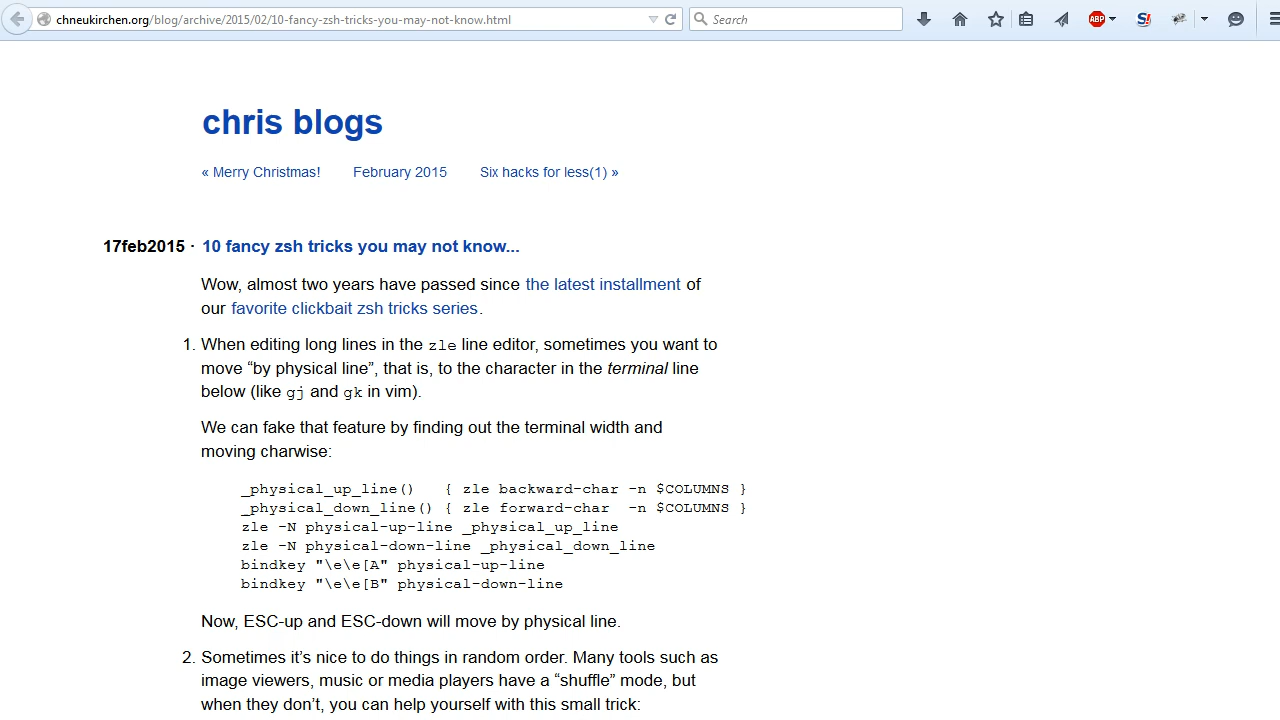 chneukirchen.org/blog/archive/2015/02/10-fancy-zsh-tricks-you-may-not-know.html
Search
ABP
S!
chris blogs
« Merry Christmas! February 2015 Six hacks for less(1) »
17feb2015 · 10 fancy zsh tricks you may not know...
Wow, almost two years have passed since the latest installment of
our favorite clickbait zsh tricks series.
1. When editing long lines in the zle line editor, sometimes you want to
move “by physical line”, that is, to the character in the terminal line
below (like gj and gk in vim).
We can fake that feature by finding out the terminal width and
moving charwise:
_physical_up_line()   { zle backward-char -n $COLUMNS }
_physical_down_line() { zle forward-char  -n $COLUMNS }
zle -N physical-up-line _physical_up_line
zle -N physical-down-line _physical_down_line
bindkey "\e\e[A" physical-up-line
bindkey "\e\e[B" physical-down-line
Now, ESC-up and ESC-down will move by physical line.
2. Sometimes it’s nice to do things in random order. Many tools such as
image viewers, music or media players have a “shuffle” mode, but
when they don’t, you can help yourself with this small trick: